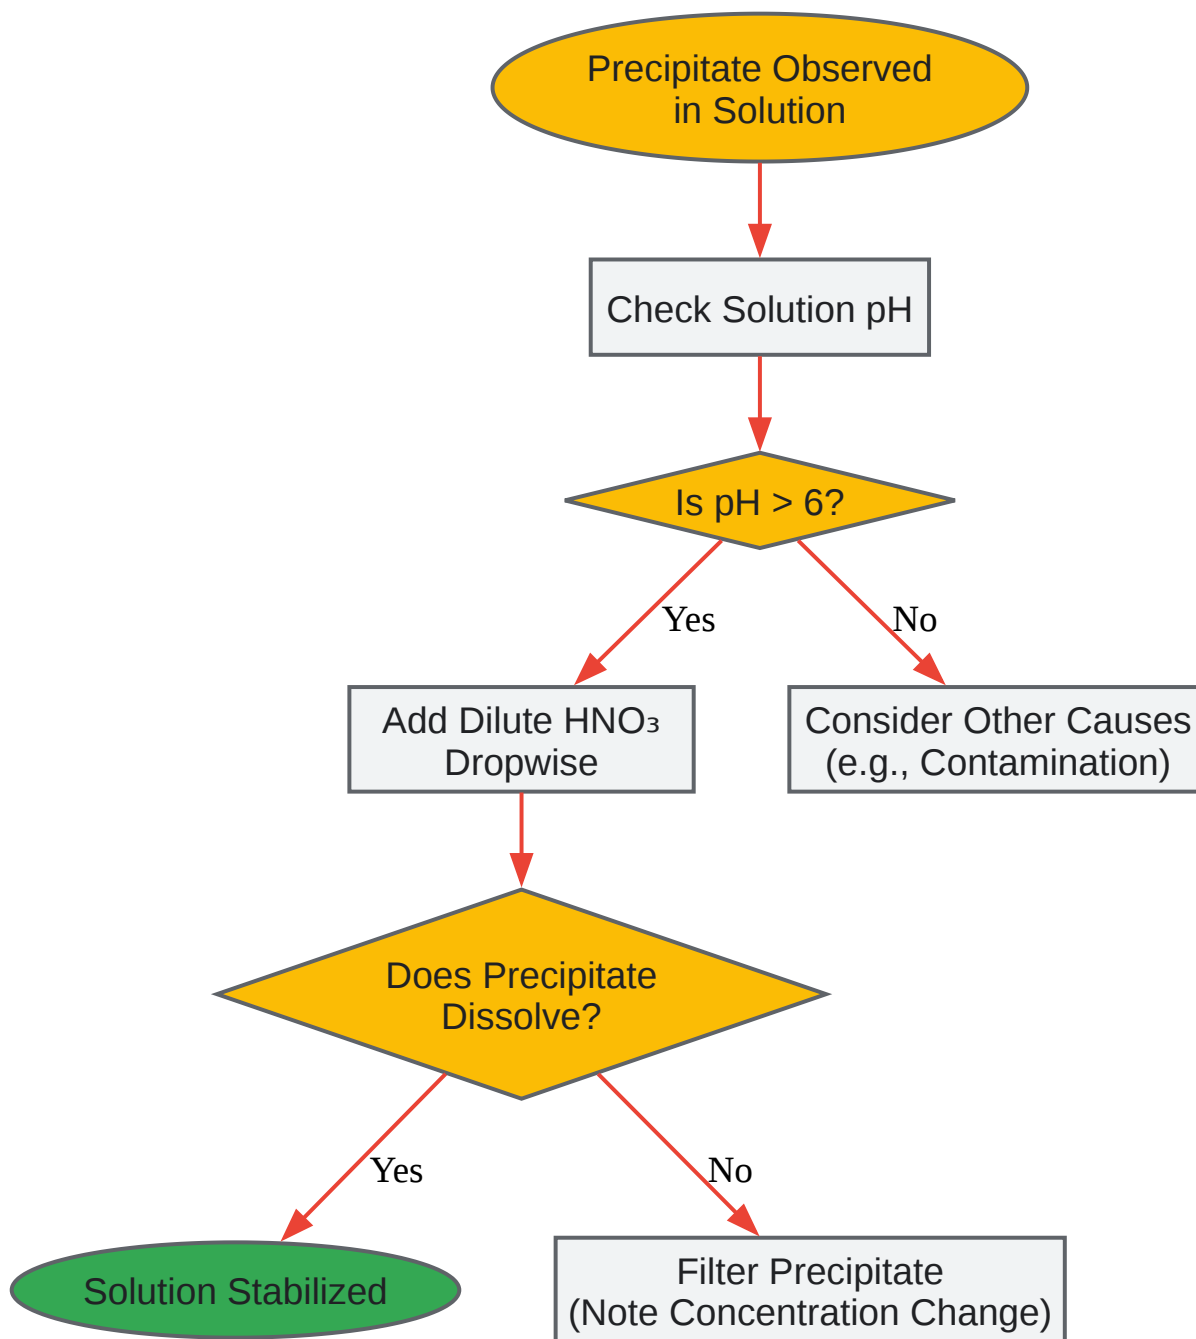 Precipitate Observed
in Solution
Check Solution pH
Is pH > 6?
Yes
No
Add Dilute HNO₃
Dropwise
Consider Other Causes
(e.g., Contamination)
Does Precipitate
Dissolve?
Yes
No
Solution Stabilized
Filter Precipitate
(Note Concentration Change)